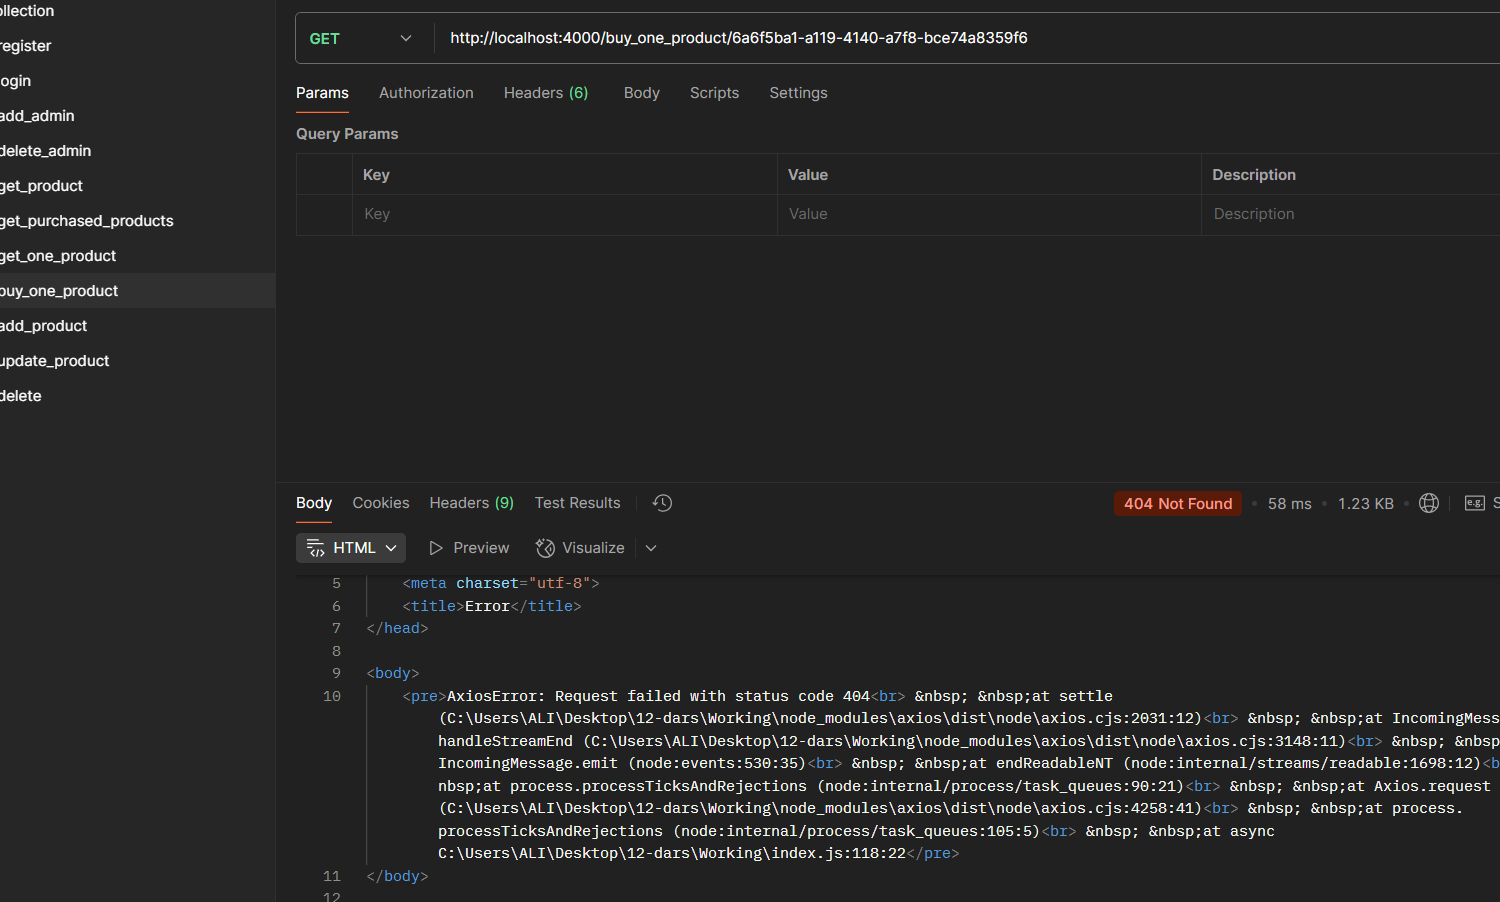 ollection
register
ogin
add_admin
delete_admin
get_product
get_purchased_products
get_one_product
buy_one_product
add_product
update_product
delete
GET
http://localhost:4000/buy_one_product/6a6f5ba1-a119-4140-a7f8-bce74a8359f6
Params Authorization Headers (6) Body Scripts Settings
Query Params
Key Value Description
Key Value Description
Body Cookies Headers (9) Test Results
404 Not Found • 58 ms • 1.23 KB • e.g. S
HTML Preview Visualize
5 <meta charset="utf-8">
6 <title>Error</title>
7 </head>
8
9 <body>
10 <pre>AxiosError: Request failed with status code 404<br> &nbsp; &nbsp;at settle
(C:\Users\ALI\Desktop\12-dars\Working\node_modules\axios\dist\node\axios.cjs:2031:12)<br> &nbsp; &nbsp;at IncomingMess
handleStreamEnd (C:\Users\ALI\Desktop\12-dars\Working\node_modules\axios\dist\node\axios.cjs:3148:11)<br> &nbsp; &nbsp
IncomingMessage.emit (node:events:530:35)<br> &nbsp; &nbsp;at endReadableNT (node:internal/streams/readable:1698:12)<b
nbsp;at process.processTicksAndRejections (node:internal/process/task_queues:90:21)<br> &nbsp; &nbsp;at Axios.request
(C:\Users\ALI\Desktop\12-dars\Working\node_modules\axios\dist\node\axios.cjs:4258:41)<br> &nbsp; &nbsp;at process.
processTicksAndRejections (node:internal/process/task_queues:105:5)<br> &nbsp; &nbsp;at async
C:\Users\ALI\Desktop\12-dars\Working\index.js:118:22</pre>
11 </body>
12